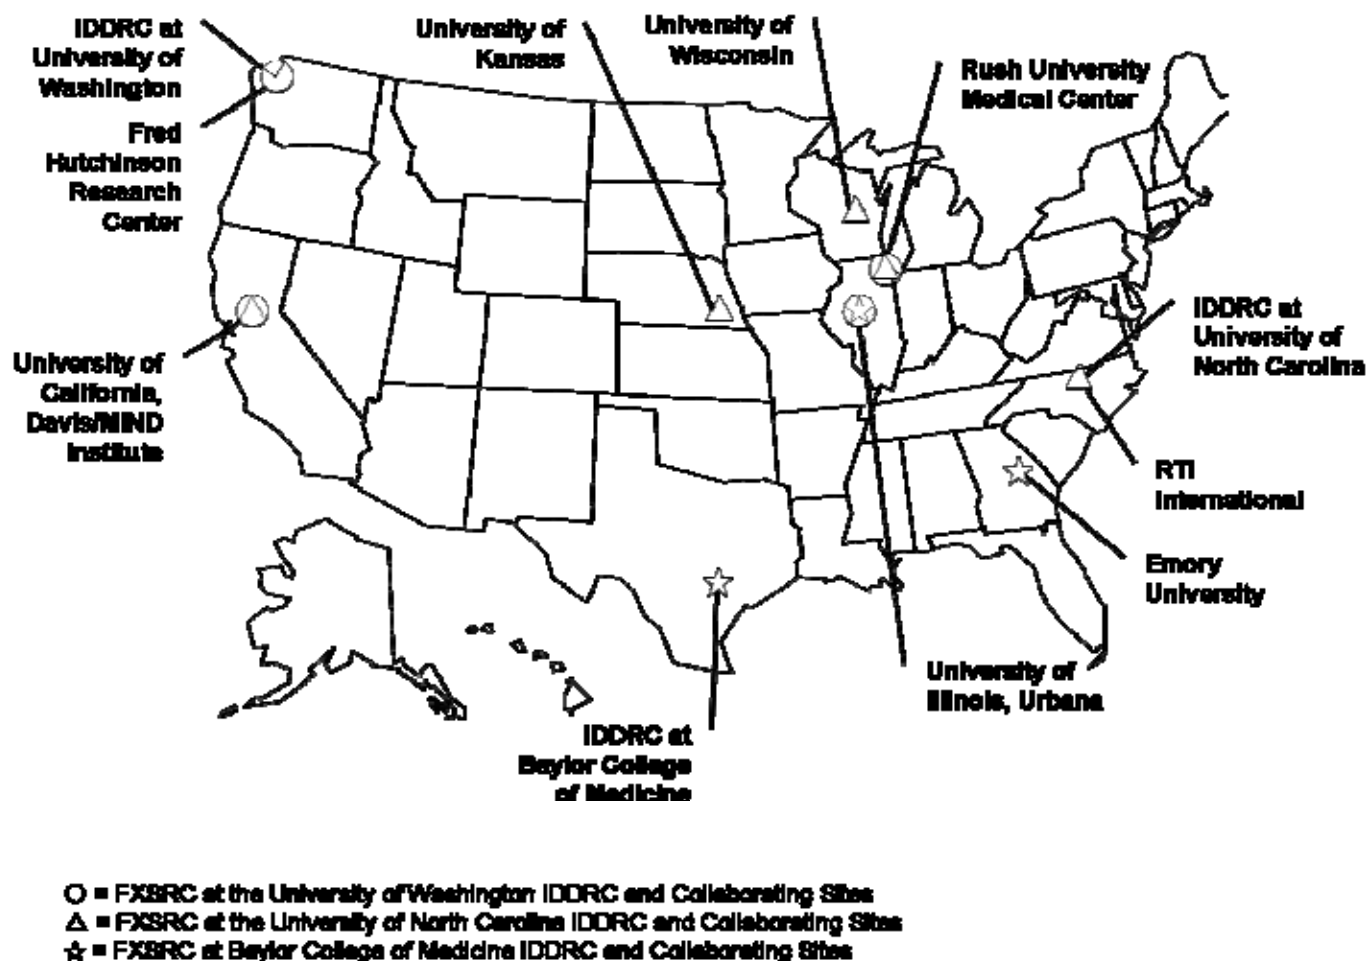 IDDRC at
University of
Washington
Fred
Hutchinson
Research
Center
University of
Kansas
University of
Wisconsin
Rush University
Medical Center
University of
California,
Davis/MIND
Institute
IDDRC at
University of
North Carolina
RTI
International
Emory
University
University of
Illinois, Urbana
IDDRC at
Baylor College
of Medicine
= FXSRC at the University of Washington IDDRC and Collaborating Sites
= FXSRC at the University of North Carolina IDDRC and Collaborating Sites
= FXSRC at Baylor College of Medicine IDDRC and Collaborating Sites